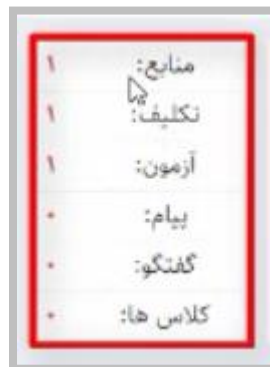 منابع: ۱
تکلیف: ۱
آزمون: ۱
پیام: ۰
گفتگو: ۰
کلاس ها: ۰